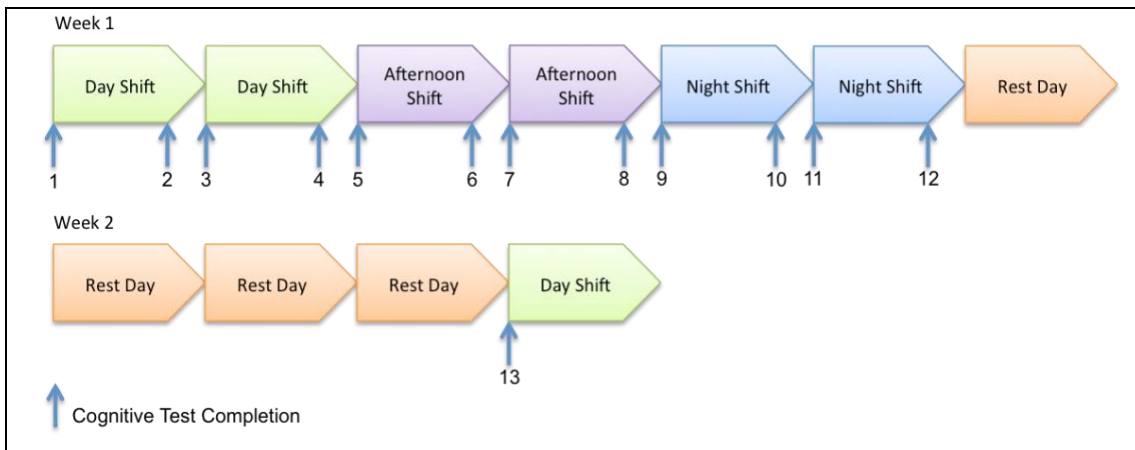 Week 1
Day Shift
Day Shift
Afternoon
Shift
Afternoon
Shift
Night Shift
Night Shift
Rest Day
1
2
3
4
5
6
7
8
9
10
11
12
Week 2
Rest Day
Rest Day
Rest Day
Day Shift
13
Cognitive Test Completion